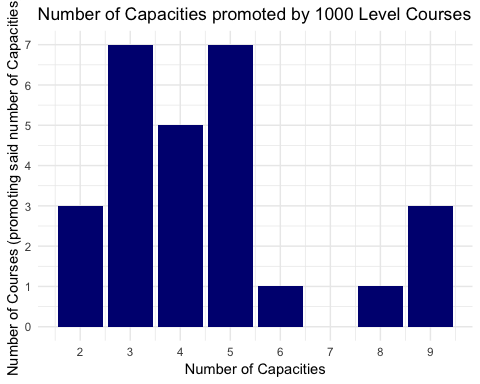 Number of Capacities promoted by 1000 Level Courses
Number of Courses (promoting said number of Capacities
7
6
5
4
3
2
1
0
2 3 4 5 6 7 8 9
Number of Capacities